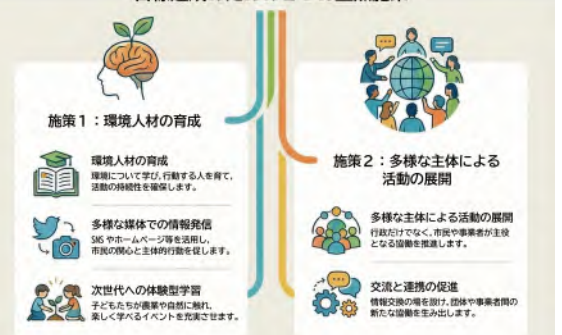 施策1：環境人材の育成
環境人材の育成
環境について学び、行動する人を育て、
活動の持続性を確保します。
多様な媒体での情報発信
SNSやホームページ等を活用し、
市民の関心と主体的行動を促します。
次世代への体験型学習
子どもたちが農業や自然に触れ、
楽しく学べるイベントを充実させます。
施策2：多様な主体による
活動の展開
多様な主体による活動の展開
行政だけでなく、市民や事業者が主役
となる協働を推進します。
交流と連携の促進
情報交換の場を設け、団体や事業者間の
新たな協働を生み出します。